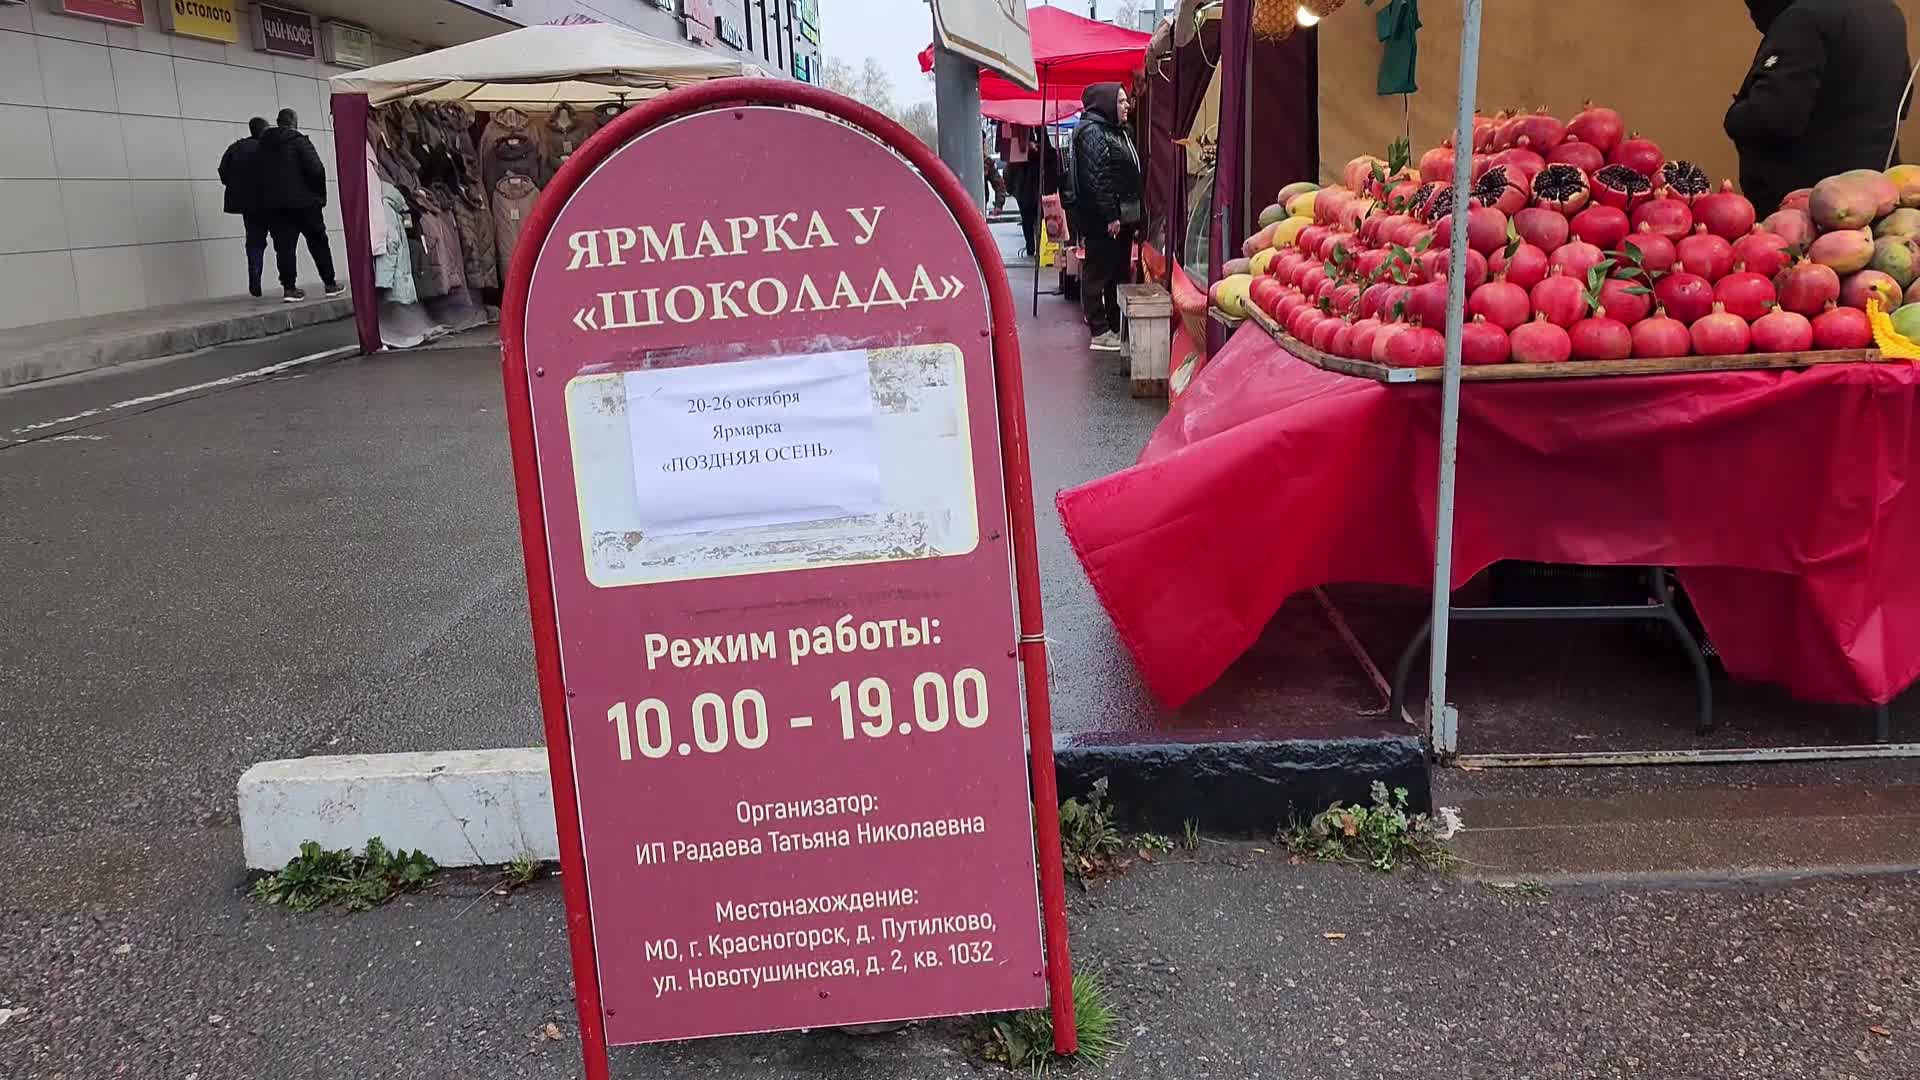 СТОЛОТО
ЧАЙ-КОФЕ
ЯРМАРКА У
«ШОКОЛАДА»
20-26 октября
Ярмарка
«ПОЗДНЯЯ ОСЕНЬ»
Режим работы:
10.00 - 19.00
Организатор:
ИП Радаева Татьяна Николаевна
Местонахождение:
МО, г. Красногорск, д. Путилково,
ул. Новотушинская, д. 2, кв. 1032